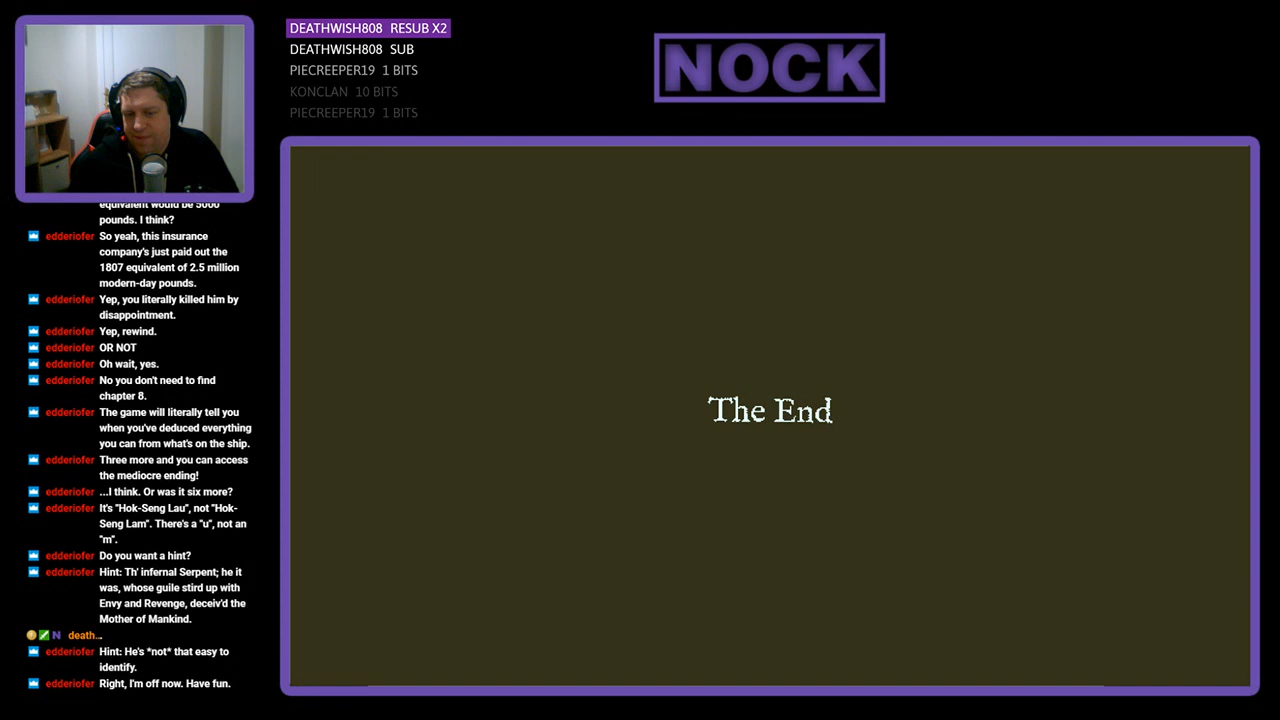 DEATHWISH808 RESUB X2
DEATHWISH808 SUB
PIECREEPER19 1 BITS
KONCLAN 10 BITS
PIECREEPER19 1 BITS
NOCK
equivalent would be 5000
pounds. I think?
edderiofer So yeah, this insurance
company's just paid out the
1807 equivalent of 2.5 million
modern-day pounds.
edderiofer Yep, you literally killed him by
disappointment.
edderiofer Yep, rewind.
edderiofer OR NOT
edderiofer Oh wait, yes.
edderiofer No you don't need to find
chapter 8.
edderiofer The game will literally tell you
when you've deduced everything
you can from what's on the ship.
edderiofer Three more and you can access
the mediocre ending!
edderiofer ...I think. Or was it six more?
edderiofer It's "Hok-Seng Lau", not "Hok-
Seng Lam". There's a "u", not an
"m".
edderiofer Do you want a hint?
edderiofer Hint: Th' infernal Serpent; he it
was, whose guile stird up with
Envy and Revenge, deceiv'd the
Mother of Mankind.
N death...
edderiofer Hint: He's *not* that easy to
identify.
edderiofer Right, I'm off now. Have fun.
The End